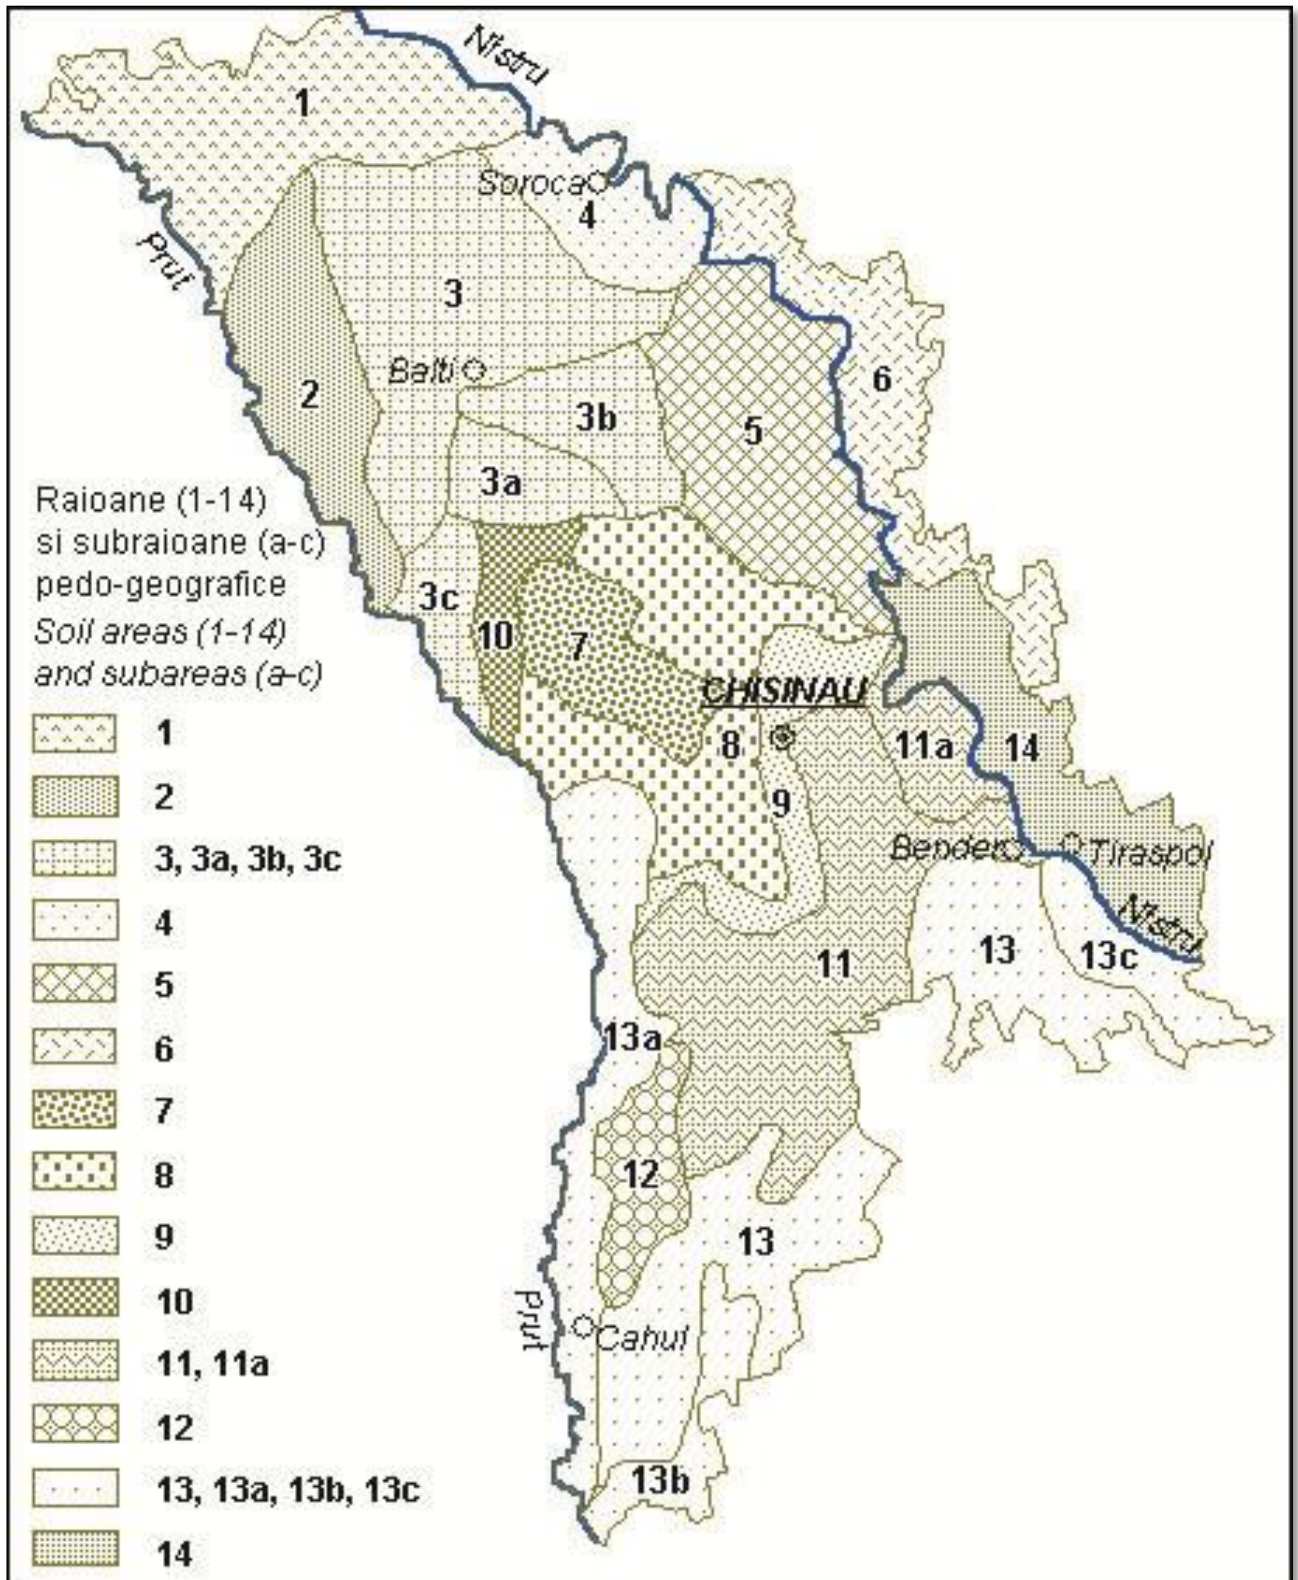 Nistru
1
Soroca
4
Prut
3
Balti
2
6
3b
5
3a
Raioane (1-14)
si subraioane (a-c)
pedo-geografice
Soil areas (1-14)
and subareas (a-c)
3c
10
7
CHISINAU
8
11a
14
9
Bender
Tiraspol
Nistru
13
13c
11
13a
12
13
Prut
Cahul
13b
1
2
3, 3a, 3b, 3c
4
5
6
7
8
9
10
11, 11a
12
13, 13a, 13b, 13c
14